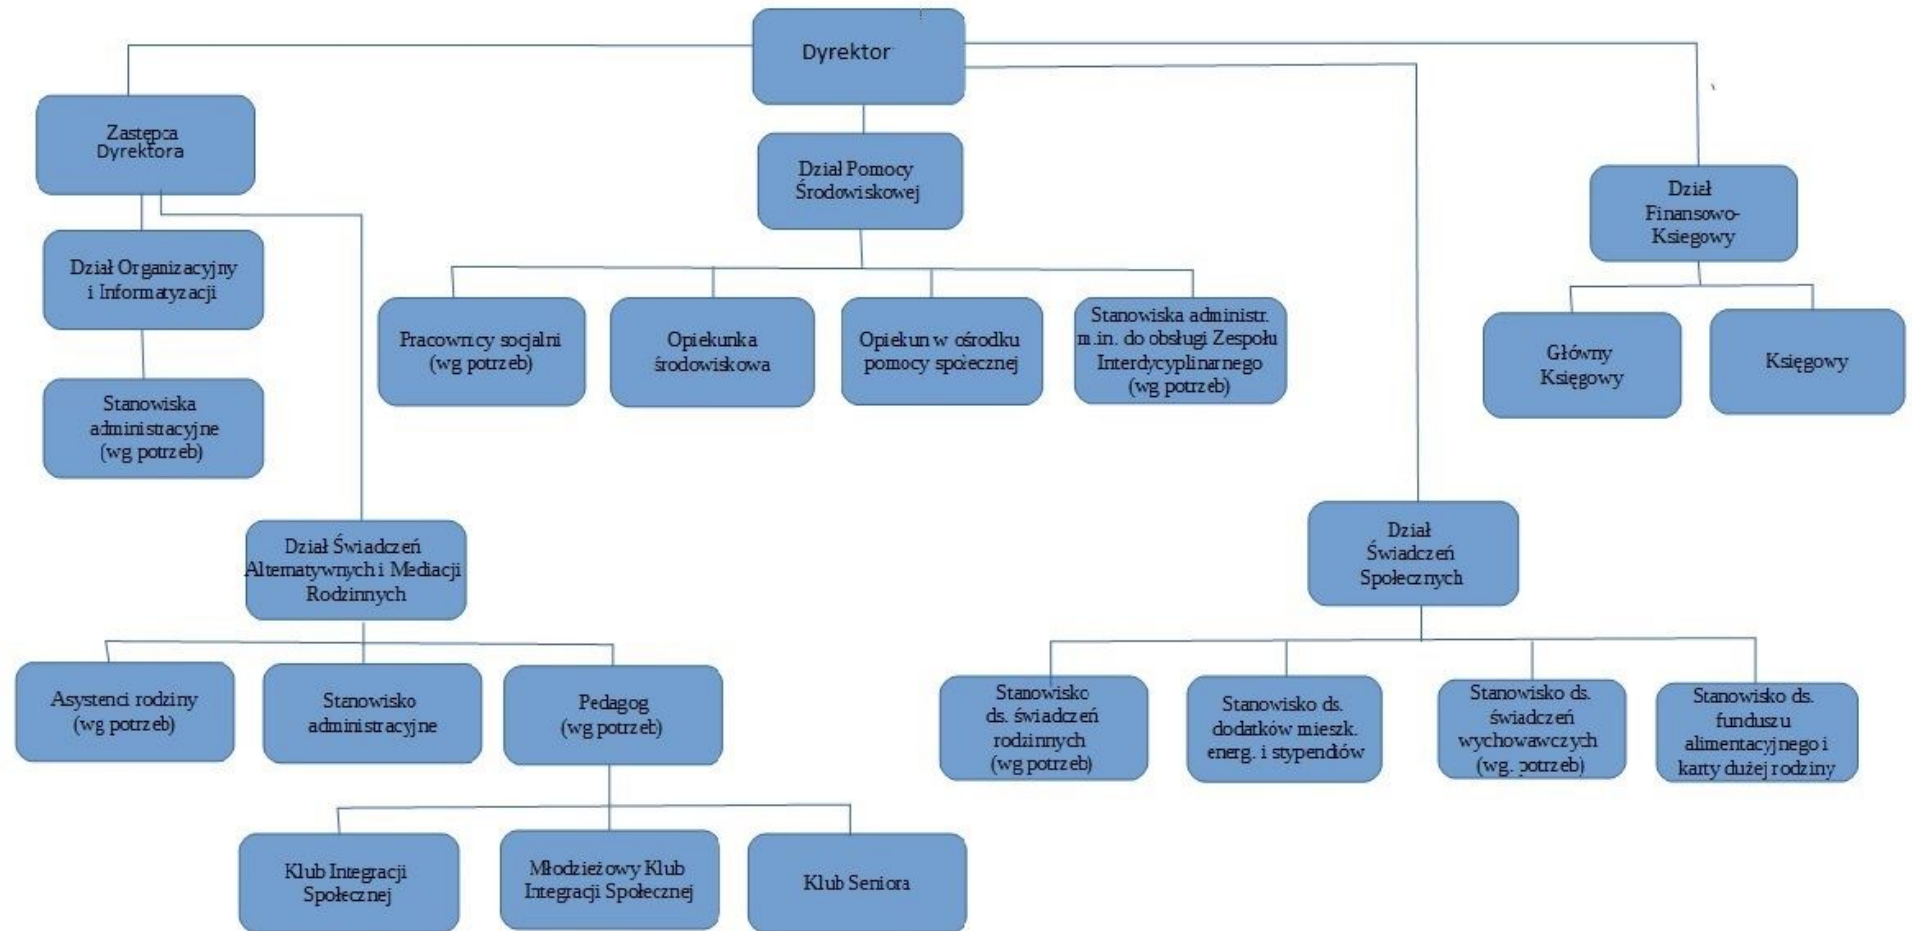 Dyrektor
Zastępca
Dyrektora
Dział Pomocy
Środowiskowej
Dział
Finansowo-
Ksiegowy
Dział Organizacyjny
i Informatyzacji
Pracownicy socjalni
(wg potrzeb)
Opiekunka
środowiskowa
Opiekun w ośrodku
pomocy społecznej
Stanowiska administr.
m.in. do obsługi Zespołu
Interdycyplinarnego
(wg potrzeb)
Główny
Księgowy
Księgowy
Stanowiska
administracyjne
(wg potrzeb)
Dział Świadczeń
Alternatywnych i Mediacji
Rodzinnych
Dział
Świadczeń
Społecznych
Asystenci rodziny
(wg potrzeb)
Stanowisko
administracyjne
Pedagog
(wg potrzeb)
Stanowisko
ds. świadczeń
rodzinnych
(wg potrzeb)
Stanowisko ds.
dodatków mieszk.
energ. i stypendiów
Stanowisko ds.
świadczeń
wychowawczych
(wg. potrzeb)
Stanowisko ds.
funduszu
alimentacyjnego i
karty dużej rodziny
Klub Integracji
Społecznej
Młodzieżowy Klub
Integracji Społecznej
Klub Seniora